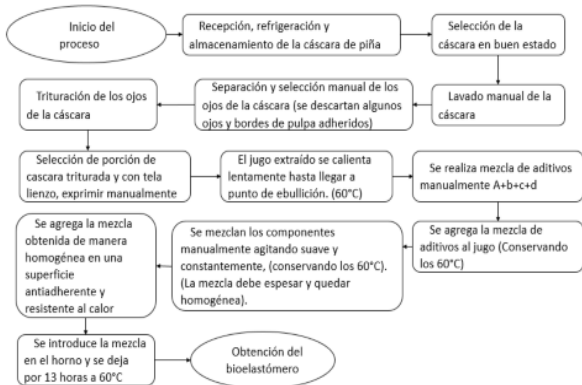 Inicio del
proceso
Recepción, refrigeración y
almacenamiento de la cáscara de piña
Selección de la
cáscara en buen estado
Lavado manual de la
cáscara
Separación y selección manual de los
ojos de la cáscara (se descartan algunos
ojos y bordes de pulpa adheridos)
Trituración de los ojos
de la cáscara
Selección de porción de
cascara triturada y con tela
lienzo, exprimir manualmente
El jugo extraído se calienta
lentamente hasta llegar a
punto de ebullición. (60°C)
Se realiza mezcla de aditivos
manualmente A+b+c+d
Se agrega la mezcla de
aditivos al jugo (Conservando
los 60°C)
Se mezclan los componentes
manualmente agitando suave y
constantemente, (conservando los 60°C).
(La mezcla debe espesar y quedar
homogénea).
Se agrega la mezcla
obtenida de manera
homogénea en una
superficie
antiadherente y
resistente al calor
Se introduce la mezcla
en el horno y se deja
por 13 horas a 60°C
Obtención del
bioelastómero